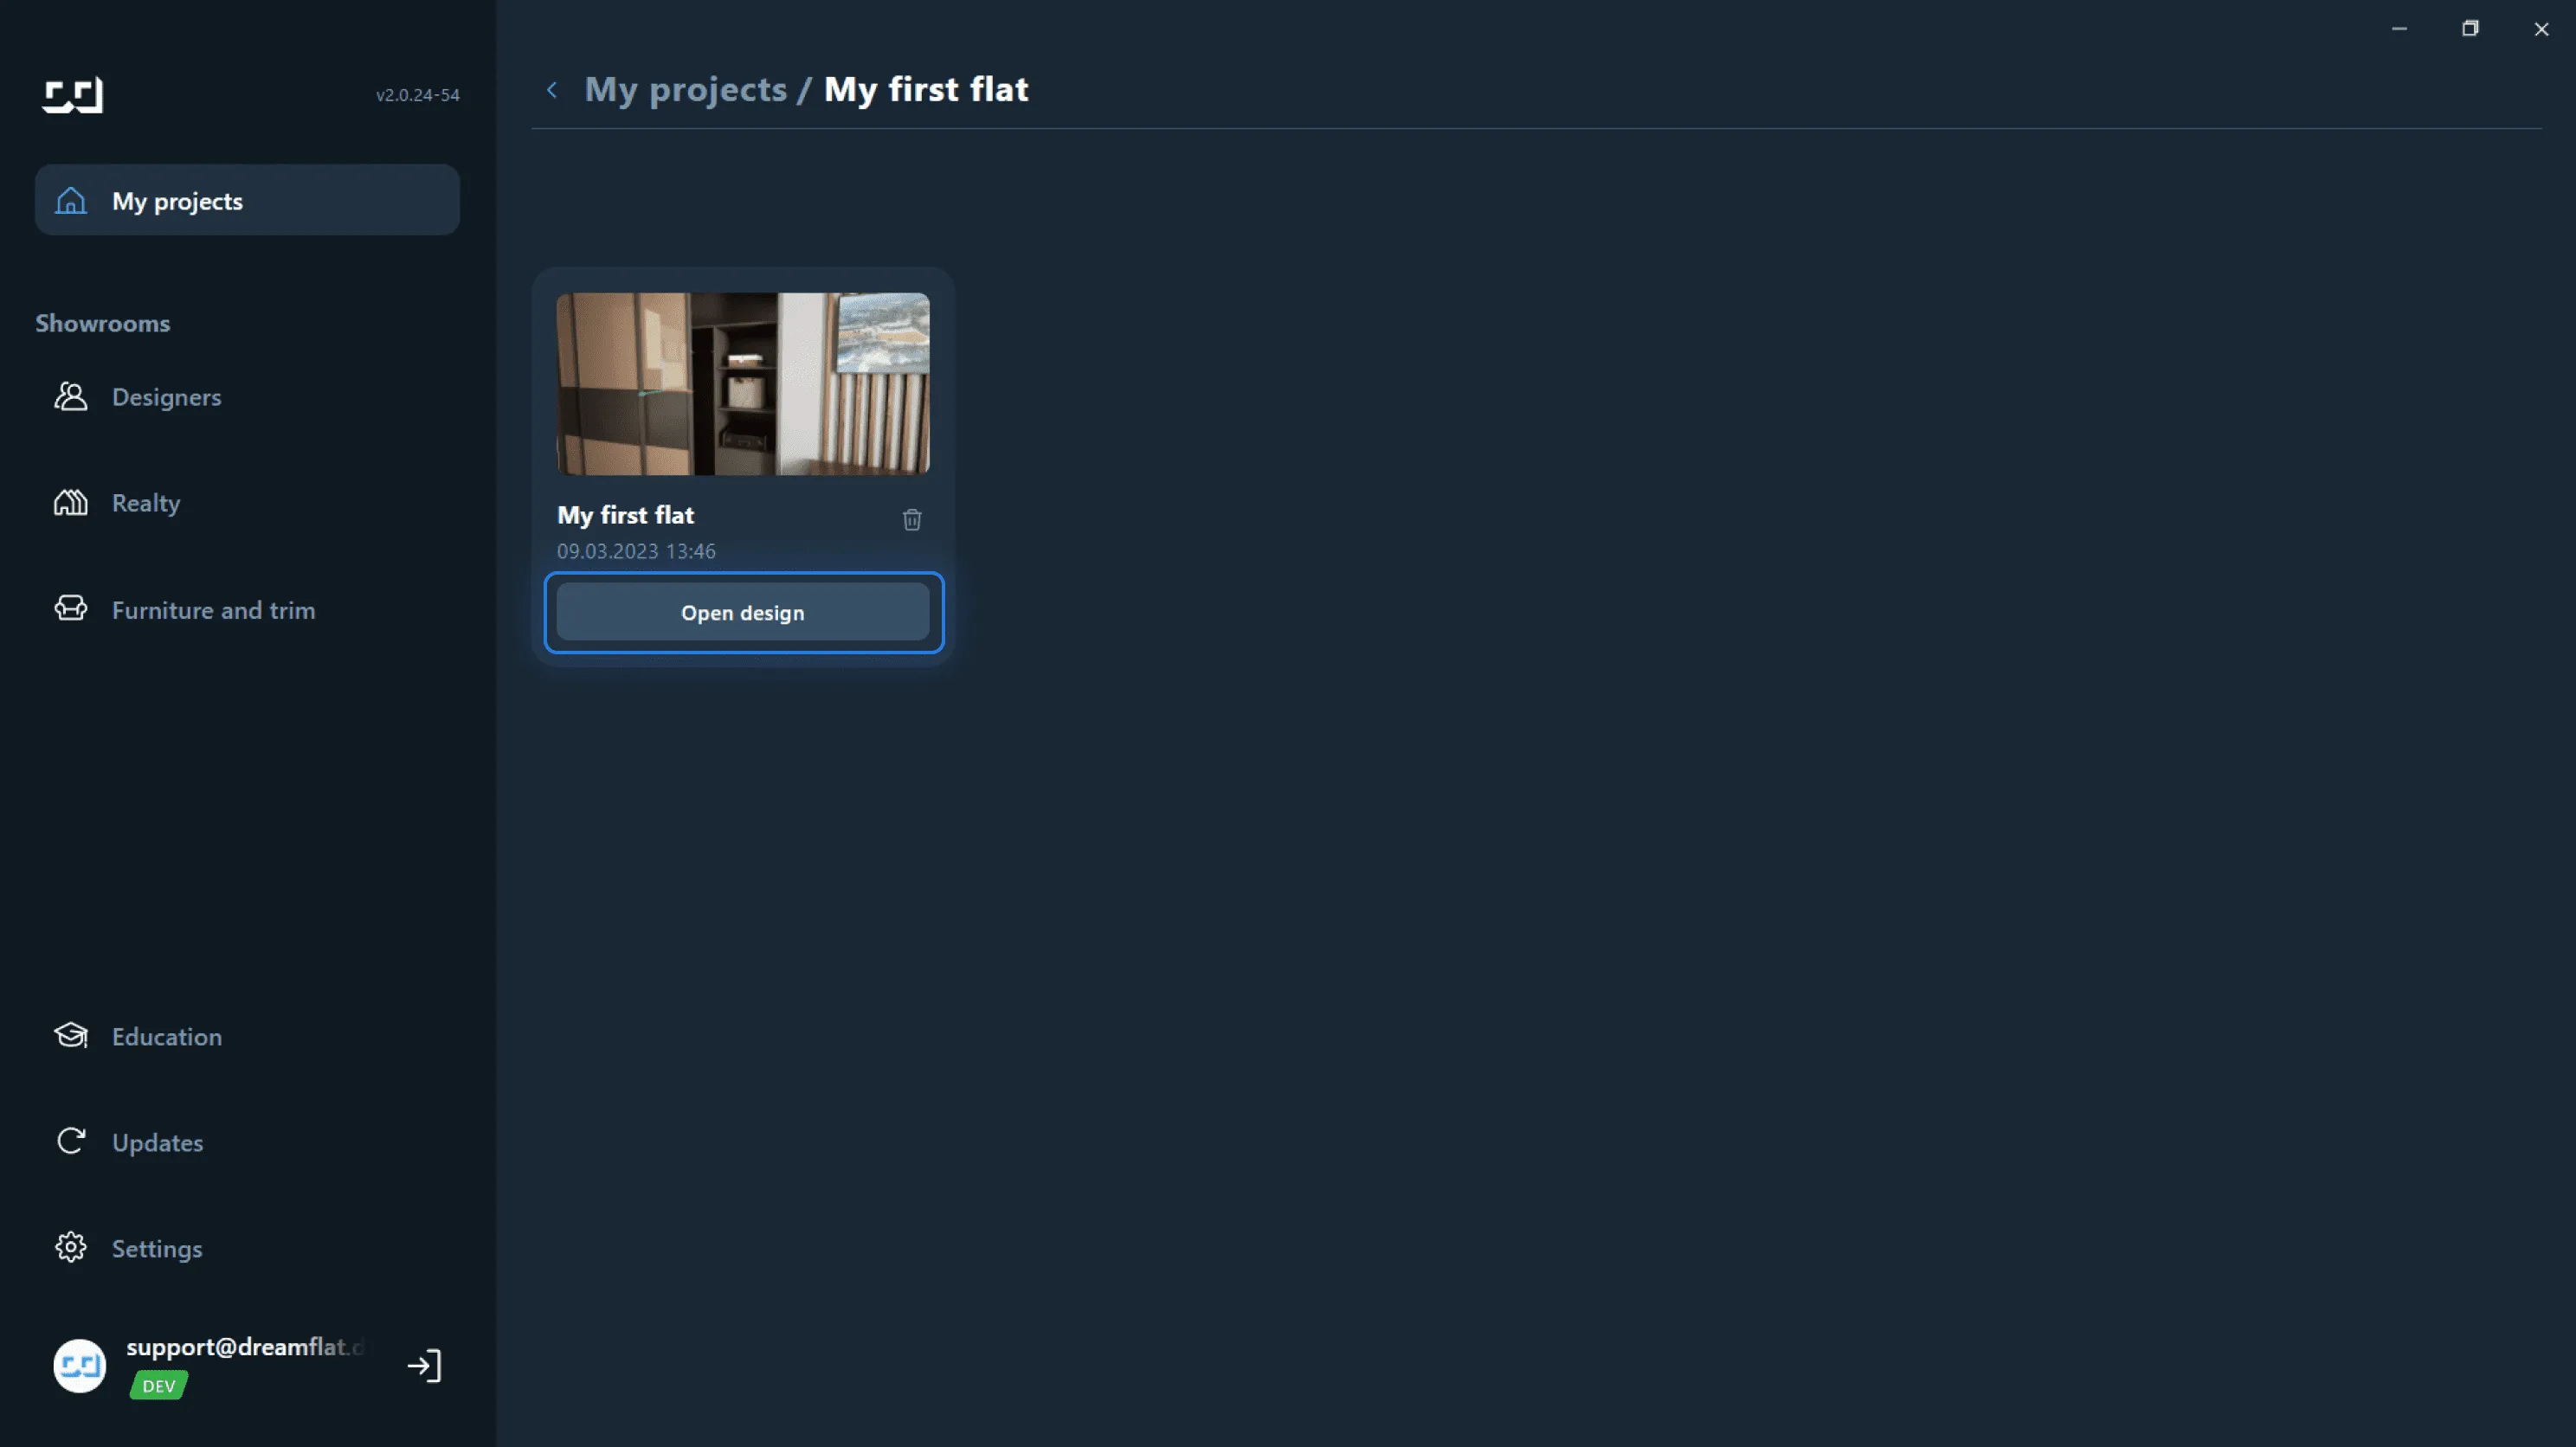 v2.0.24-54
My projects
Showrooms
Designers
Realty
Furniture and trim
Education
Updates
Settings
support@dreamflat.d
DEV
My projects / My first flat
My first flat
09.03.2023 13:46
Open design